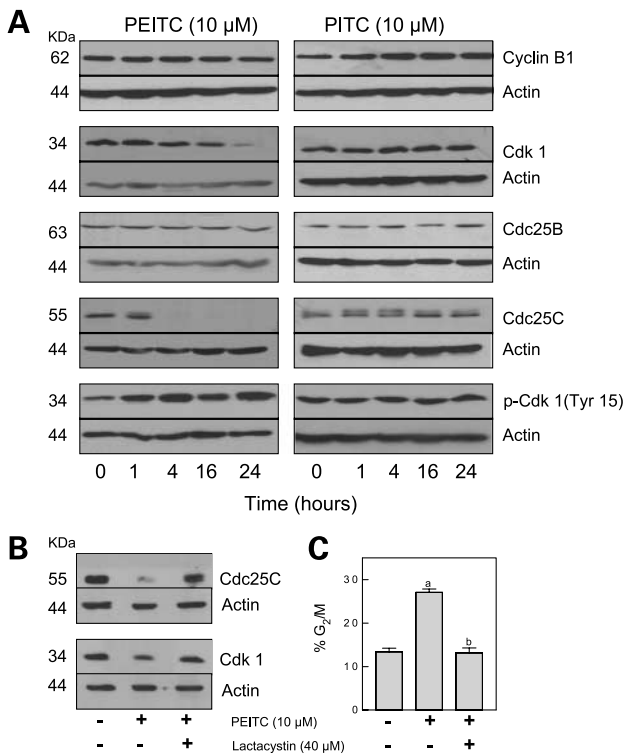 A
PEITC (10 µM) PITC (10 µM)
KDa
62 Cyclin B1
44 Actin
34 Cdk 1
44 Actin
63 Cdc25B
44 Actin
55 Cdc25C
44 Actin
34 p-Cdk 1(Tyr 15)
44 Actin
0 1 4 16 24 0 1 4 16 24
Time (hours)
B
KDa
55 Cdc25C
44 Actin
34 Cdk 1
44 Actin
- + + PEITC (10 µM)
- - + Lactacystin (40 µM)
C
% G2/M
30
20
10
0
a
b
- + +
- - +